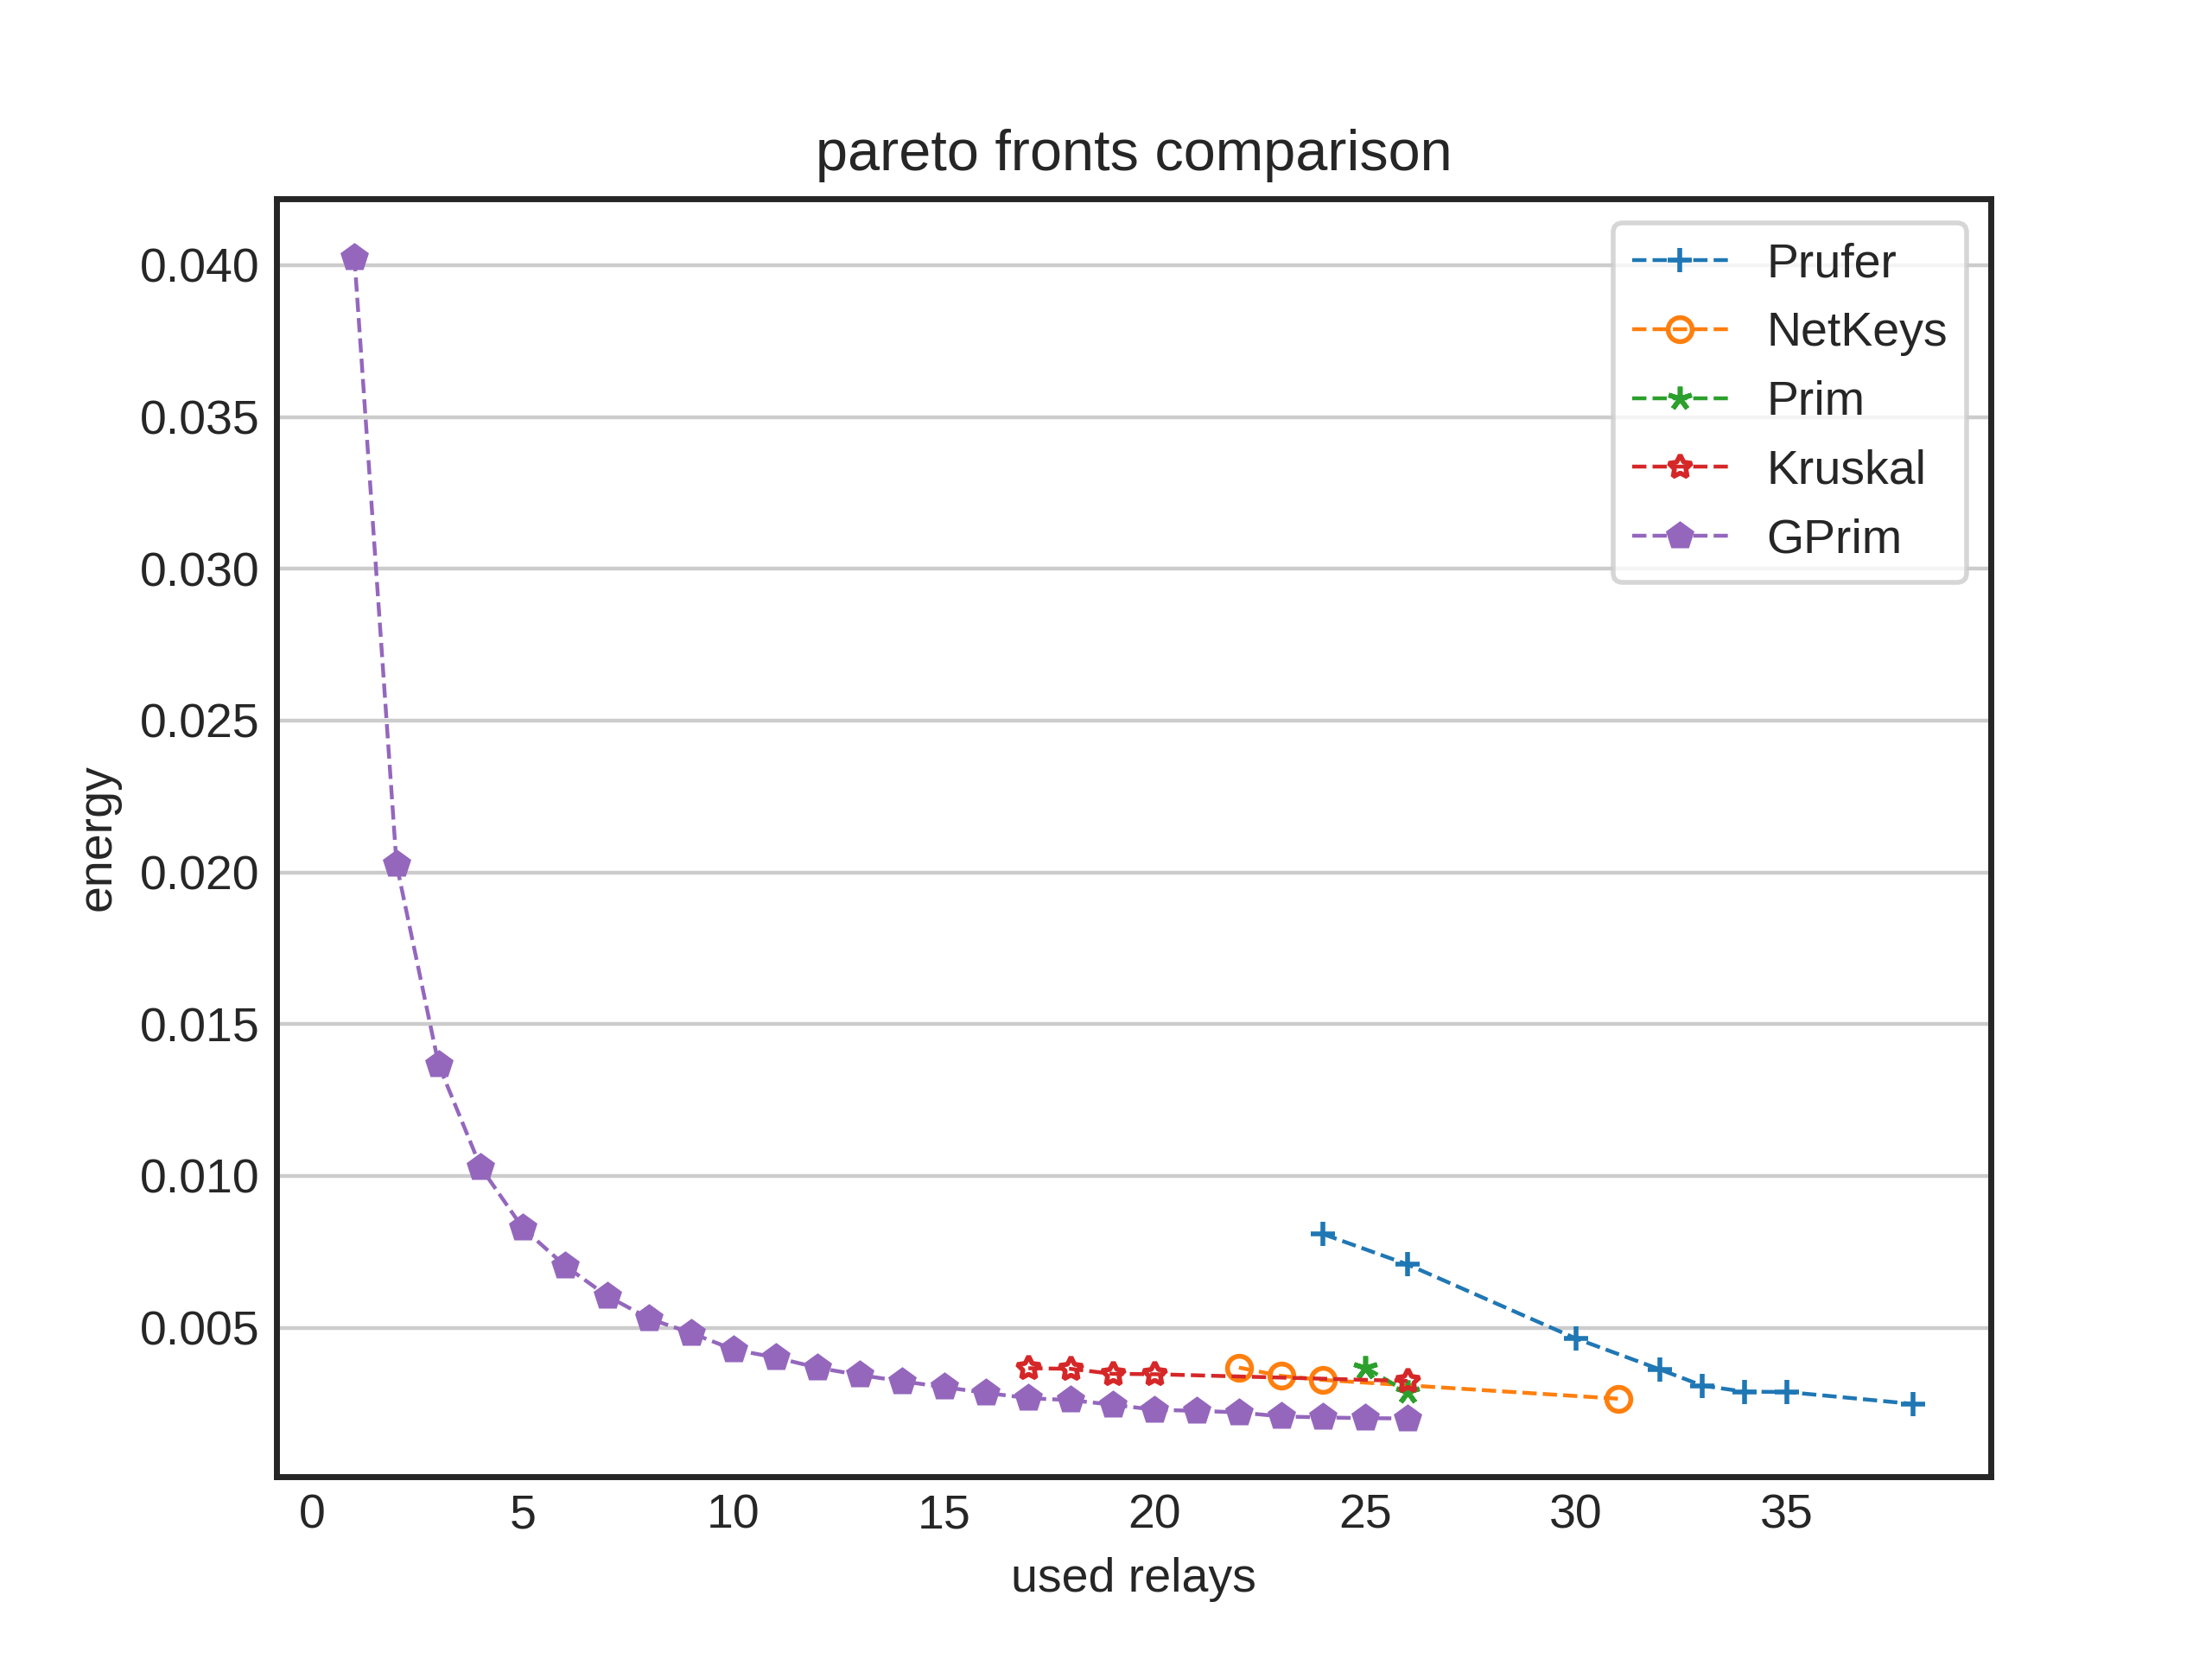 pareto fronts comparison
0.040
0.035
0.030
0.025
0.020
0.015
0.010
0.005
energy
Prufer
NetKeys
Prim
Kruskal
GPrim
0 5 10 15 20 25 30 35
used relays